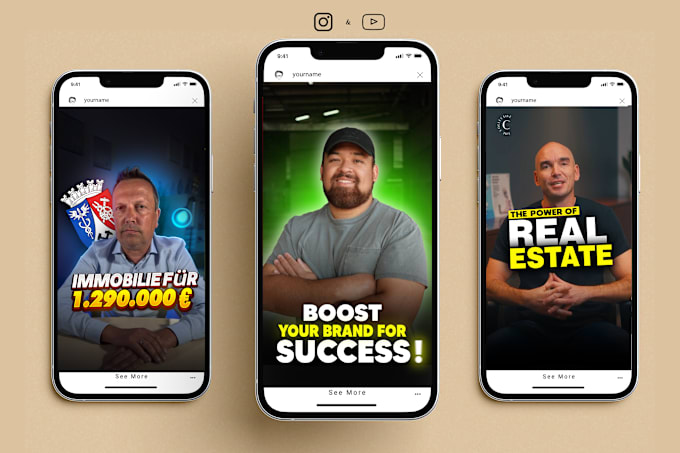 &
9:41
yourname
IMMOBILIE FÜR
1.290.000 €
See More
9:41
yourname
BOOST
YOUR BRAND FOR
SUCCESS!
See More
9:41
yourname
C
THE POWER OF
REAL
ESTATE
See More